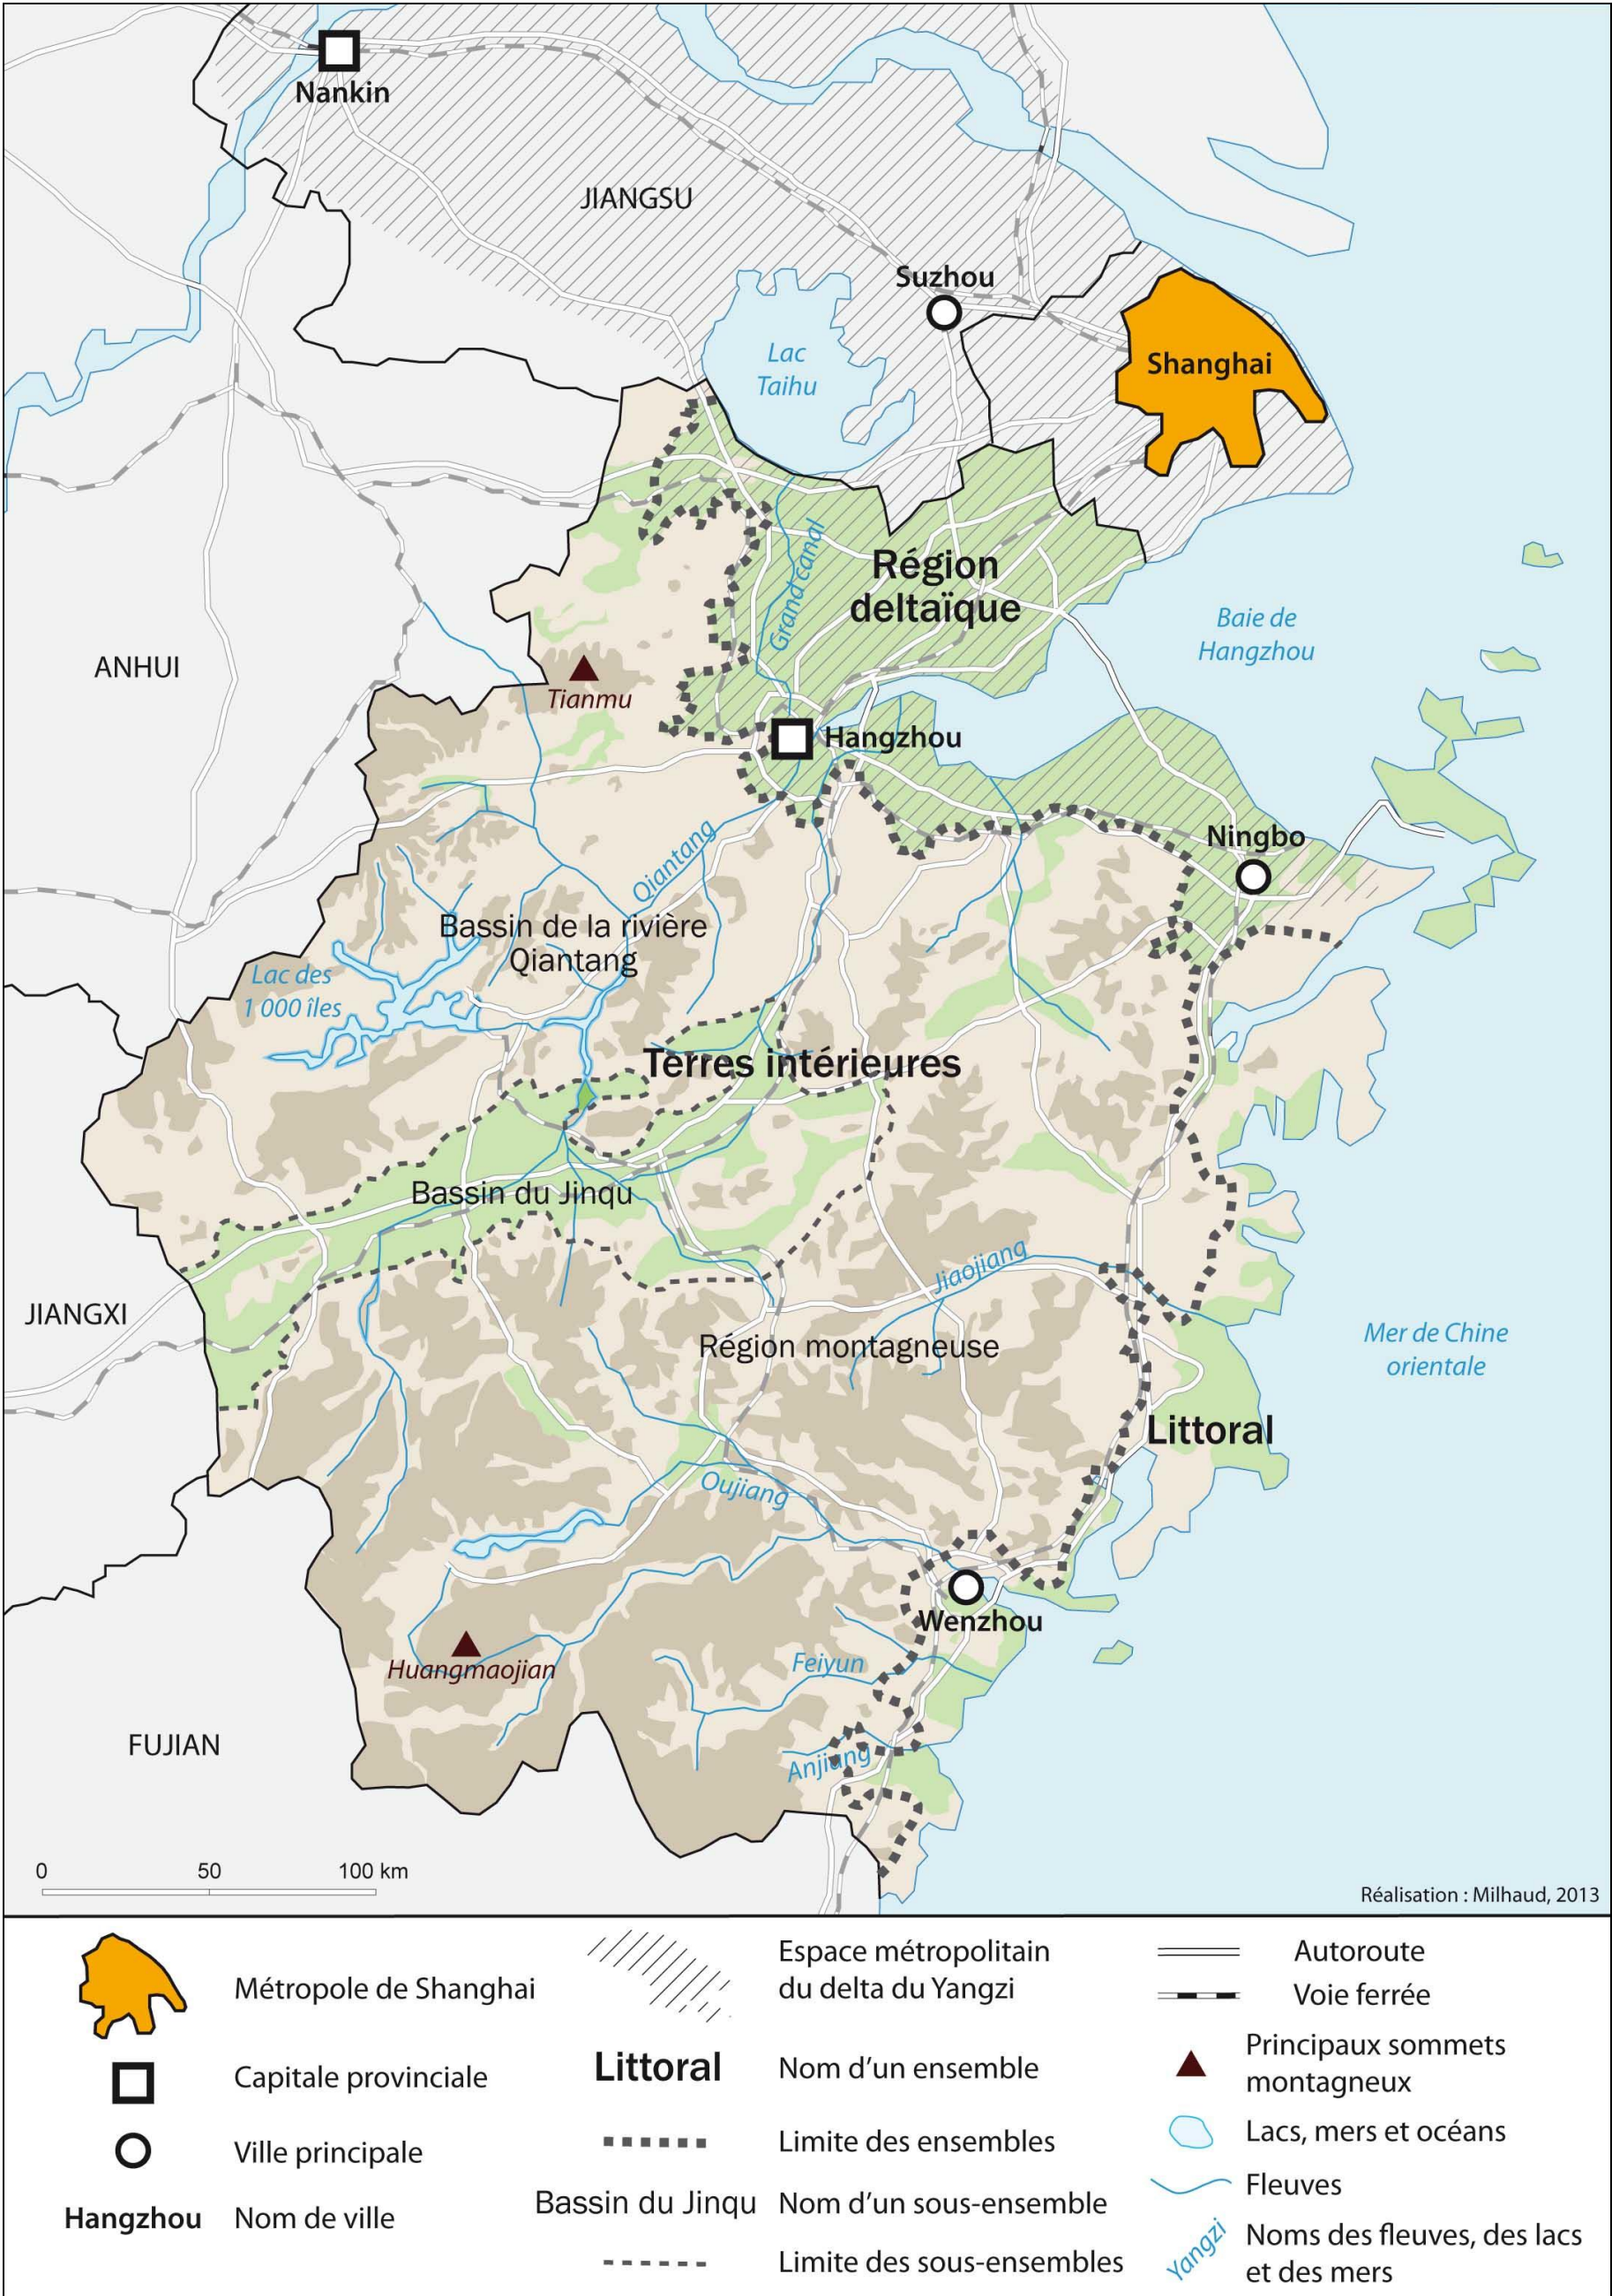 Nankin
JIANGSU
Suzhou
Shanghai
Lac
Taihu
Grand canal
Région
deltaïque
Baie de
Hangzhou
ANHUI
Tianmu
Hangzhou
Ningbo
Qiantang
Bassin de la rivière
Qiantang
Lac des
1 000 îles
Terres intérieures
Bassin du Jinqu
Jiaojiang
JIANGXI
Région montagneuse
Mer de Chine
orientale
Littoral
Oujiang
Wenzhou
Huangmaojian
Feiyun
FUJIAN
Anjiang
0 50 100 km
Réalisation : Milhaud, 2013
Métropole de Shanghai
Capitale provinciale
Ville principale
Hangzhou Nom de ville
Espace métropolitain
du delta du Yangzi
Littoral Nom d'un ensemble
Limite des ensembles
Bassin du Jinqu Nom d'un sous-ensemble
Limite des sous-ensembles
Autoroute
Voie ferrée
Principaux sommets
montagneux
Lacs, mers et océans
Fleuves
Yangzi
Noms des fleuves, des lacs
et des mers